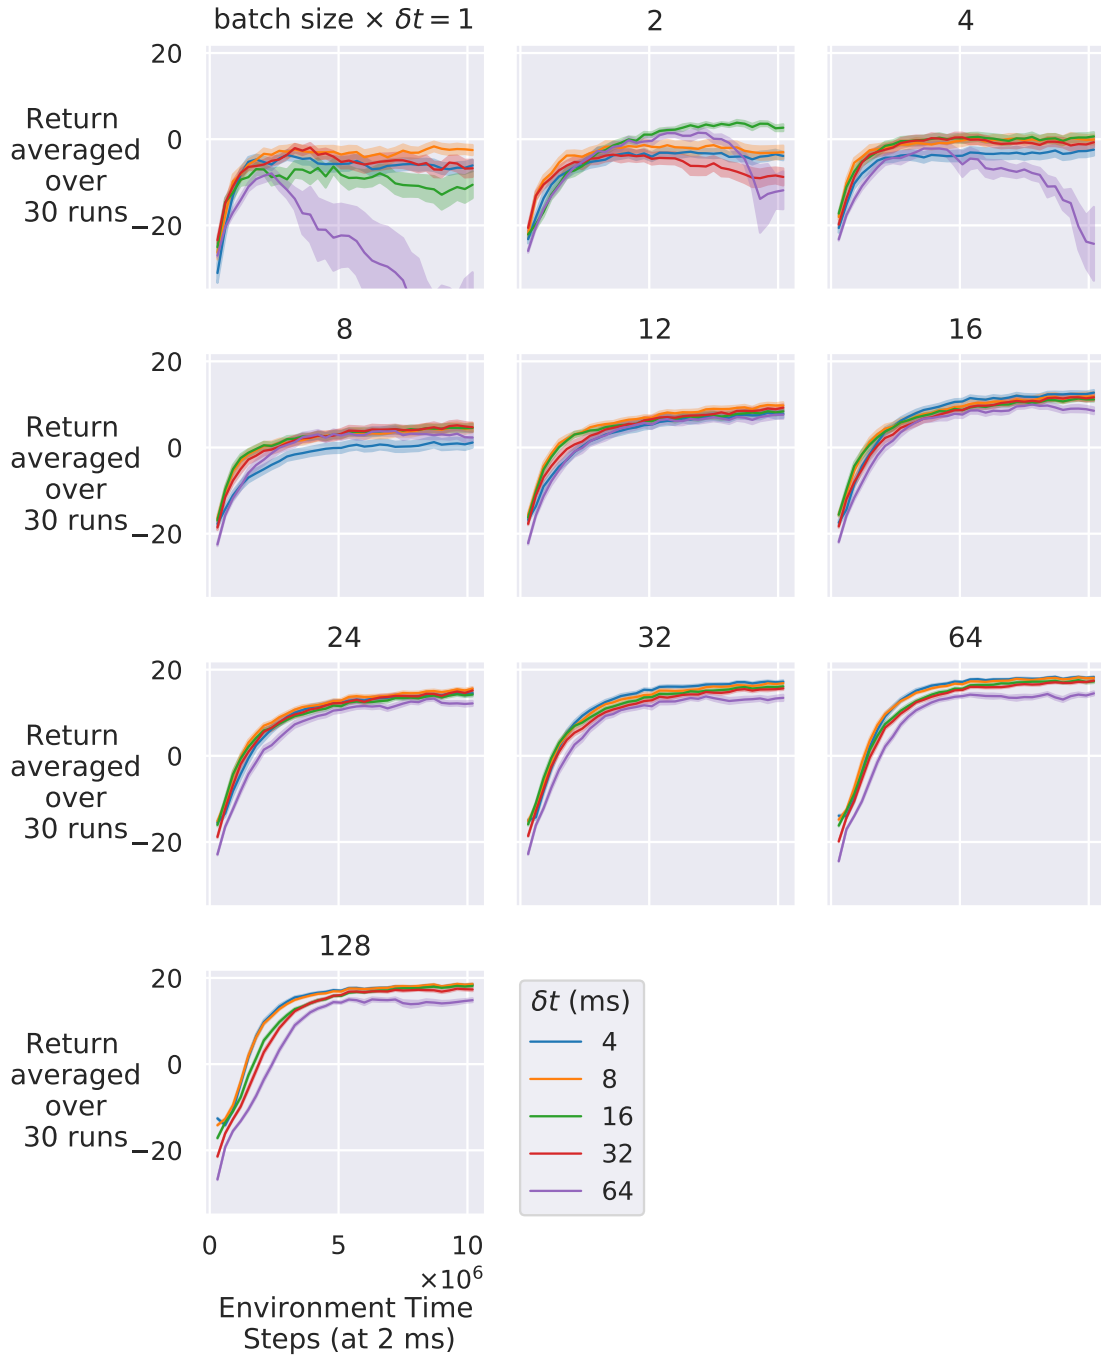 batch size × δt = 1
2
4
20
0
−20
Return
averaged
over
30 runs
8
12
16
20
0
−20
Return
averaged
over
30 runs
24
32
64
20
0
−20
Return
averaged
over
30 runs
128
20
0
−20
Return
averaged
over
30 runs
0
5
10
×10⁶
Environment Time
Steps (at 2 ms)
δt (ms)
4
8
16
32
64